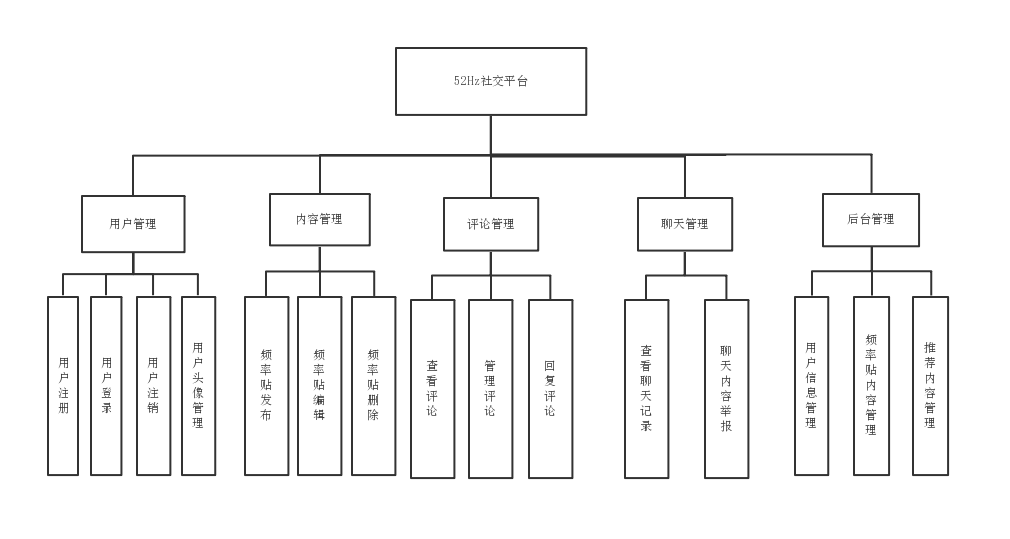 52Hz社交平台
用户管理
内容管理
评论管理
聊天管理
后台管理
用户注册
用户登录
用户注销
用户头像管理
频率贴发布
频率贴编辑
频率贴删除
查看评论
管理评论
回复评论
查看聊天记录
聊天内容举报
用户信息管理
频率贴内容管理
推荐内容管理